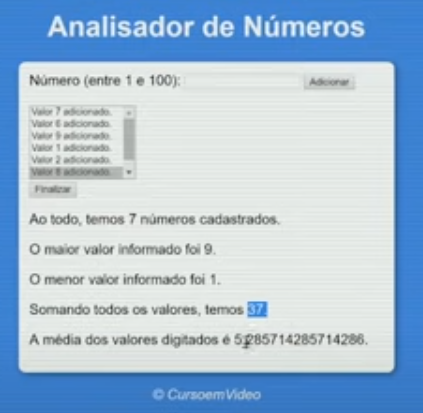 Analisador de Números
Número (entre 1 e 100):
Adicionar
Valor 7 adicionado.
Valor 6 adicionado.
Valor 9 adicionado.
Valor 1 adicionado.
Valor 2 adicionado.
Valor 8 adicionado.
Finalizar
Ao todo, temos 7 números cadastrados.
O maior valor informado foi 9.
O menor valor informado foi 1.
Somando todos os valores, temos 37.
A média dos valores digitados é 5.285714285714286.
© CursoemVideo